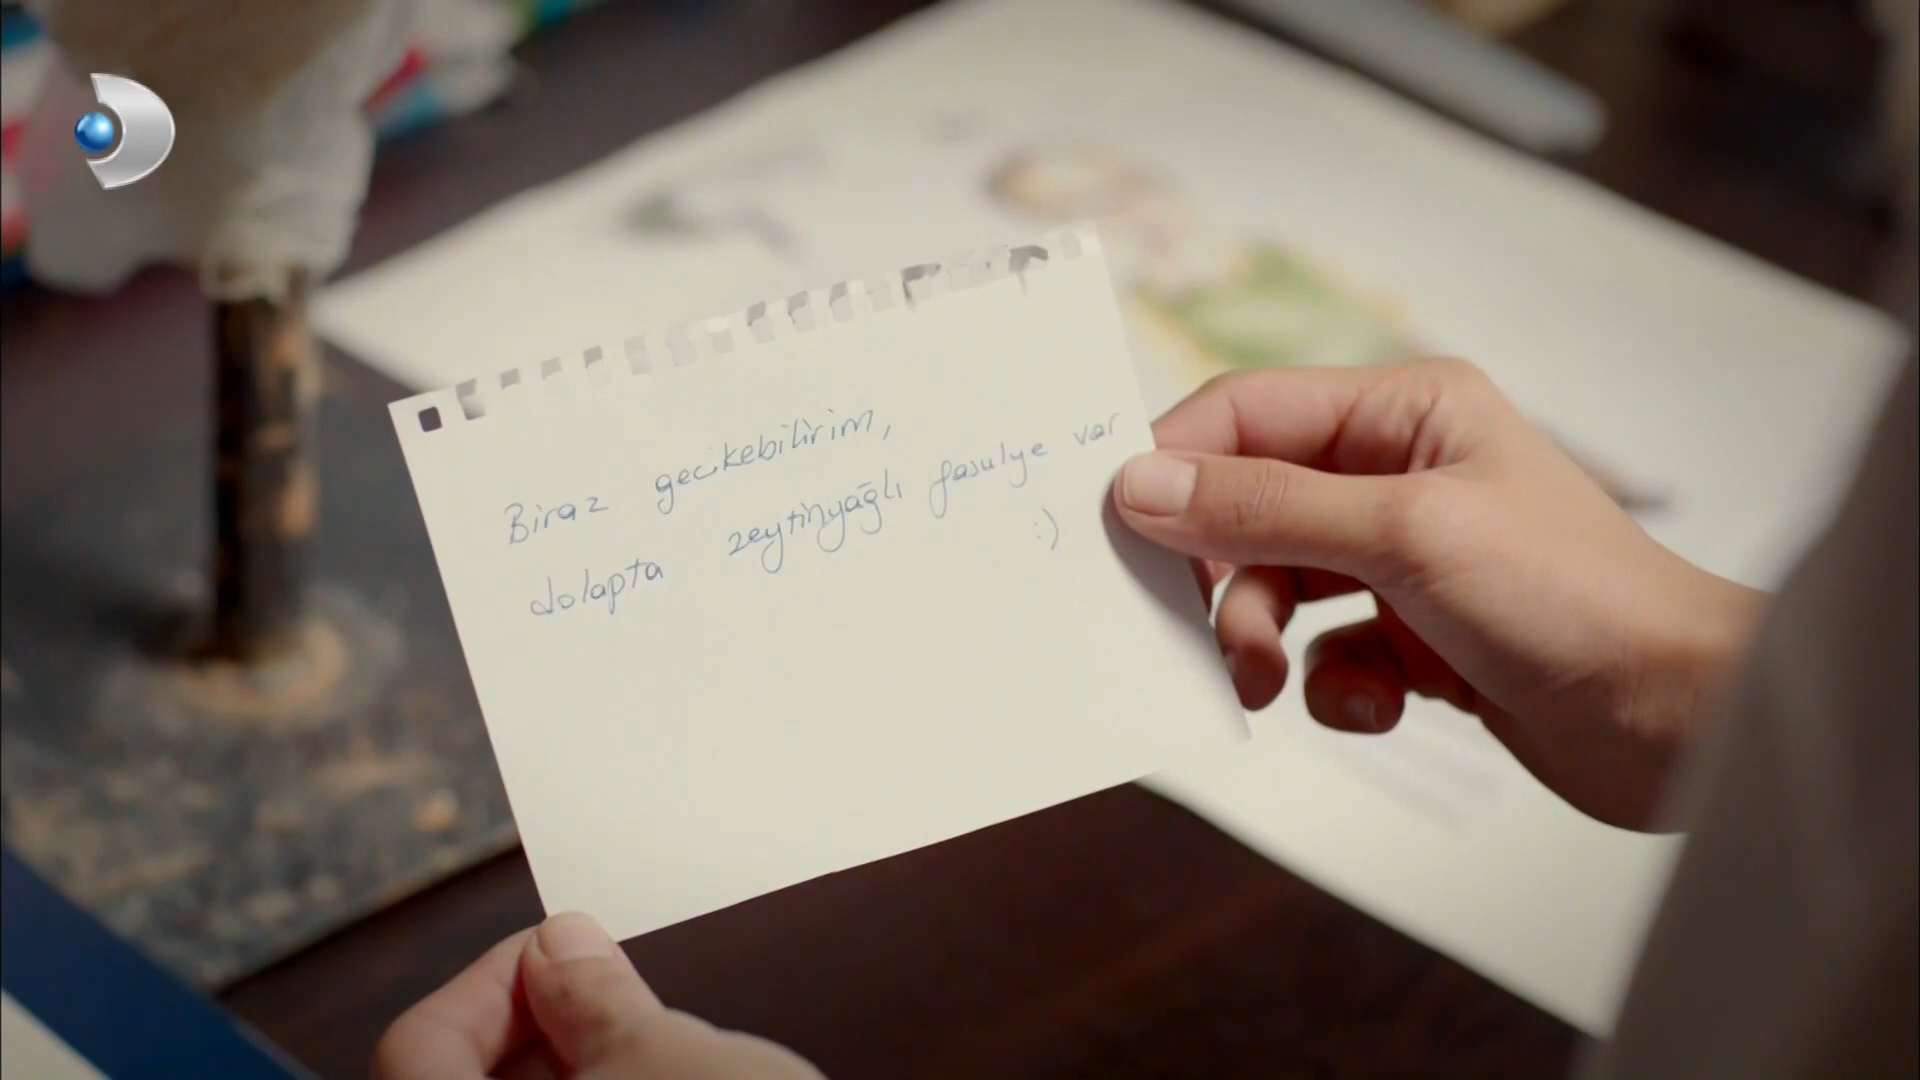 Biraz gecikebilirim,
dolapta zeytinyağlı fasulye var
:)